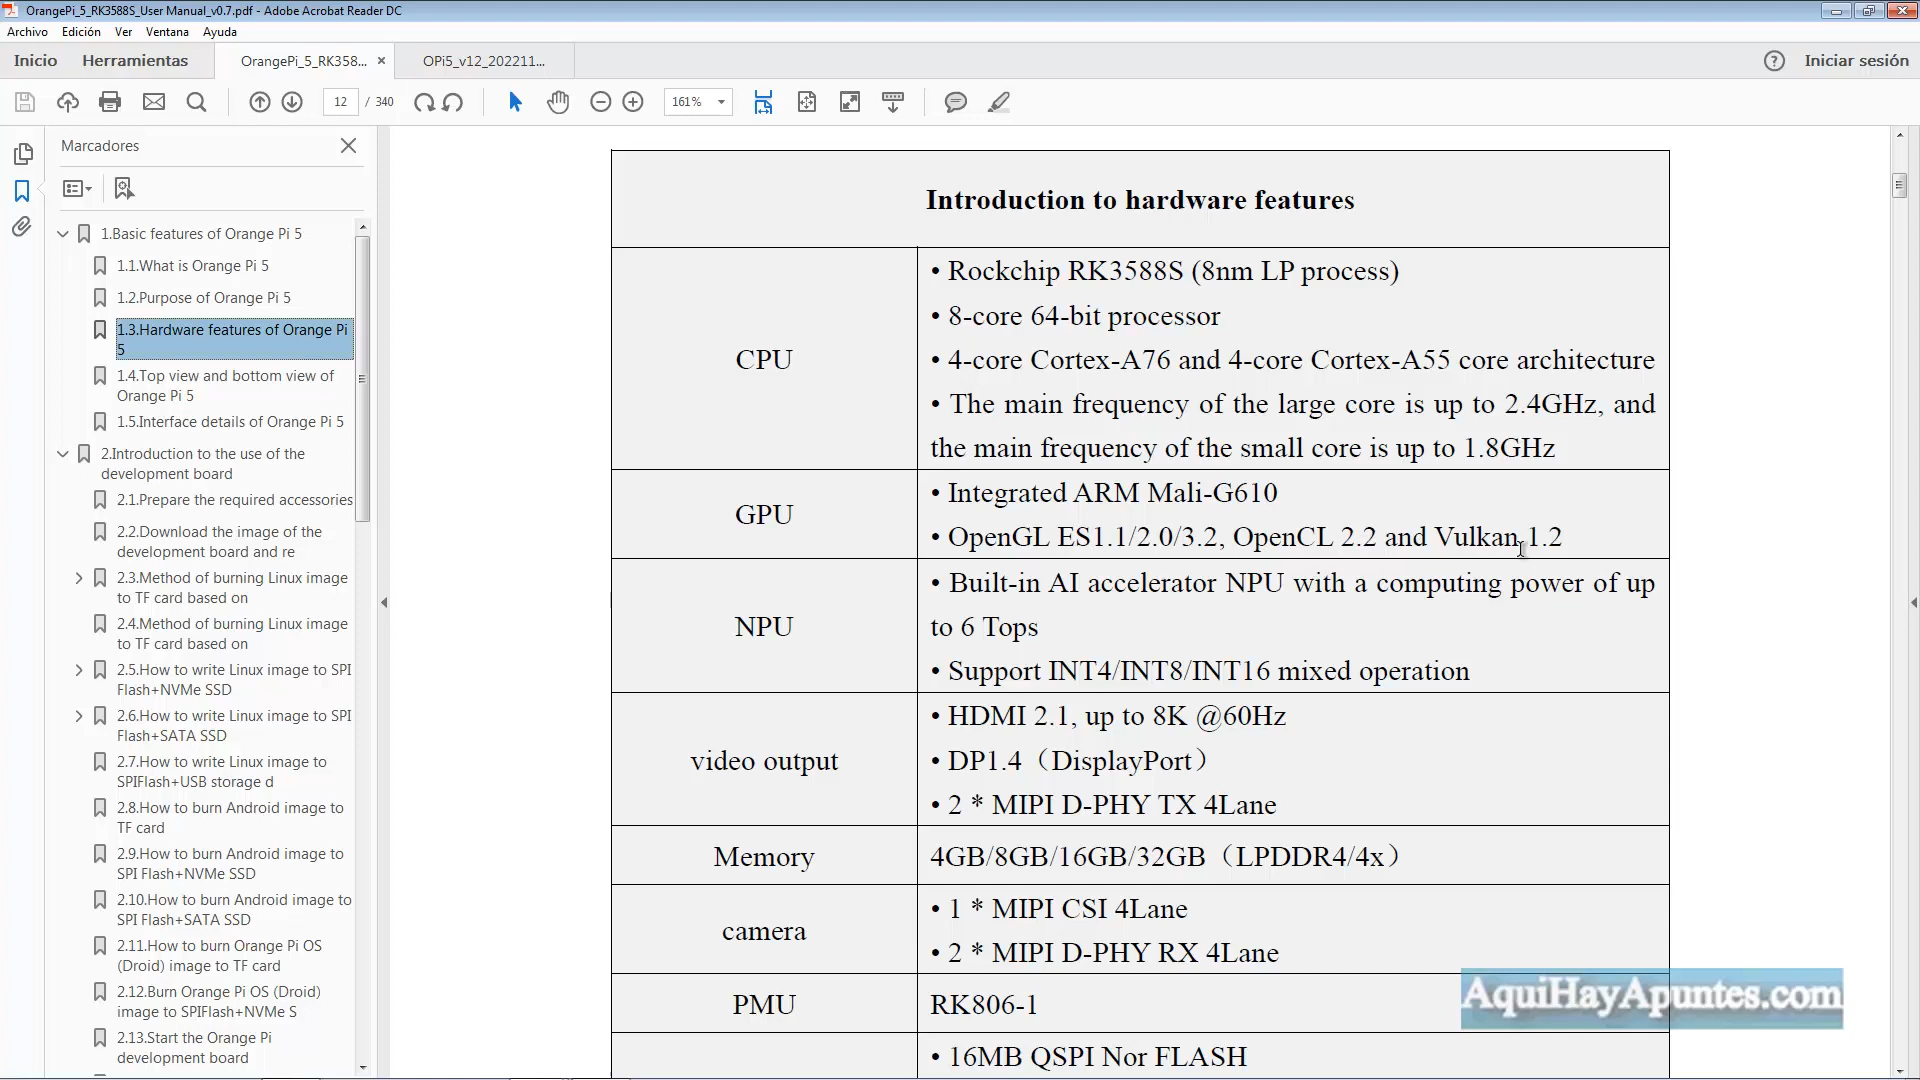 OrangePi_5_RK3588S_User Manual_v0.7.pdf - Adobe Acrobat Reader DC
Archivo Edición Ver Ventana Ayuda
Inicio Herramientas OrangePi_5_RK358... × OPi5_v12_202211... Iniciar sesión
12 / 340 161%
Marcadores
1.Basic features of Orange Pi 5
1.1.What is Orange Pi 5
1.2.Purpose of Orange Pi 5
1.3.Hardware features of Orange Pi
5
1.4.Top view and bottom view of
Orange Pi 5
1.5.Interface details of Orange Pi 5
2.Introduction to the use of the
development board
2.1.Prepare the required accessories
2.2.Download the image of the
development board and re
2.3.Method of burning Linux image
to TF card based on
2.4.Method of burning Linux image
to TF card based on
2.5.How to write Linux image to SPI
Flash+NVMe SSD
2.6.How to write Linux image to SPI
Flash+SATA SSD
2.7.How to write Linux image to
SPIFlash+USB storage d
2.8.How to burn Android image to
TF card
2.9.How to burn Android image to
SPI Flash+NVMe SSD
2.10.How to burn Android image to
SPI Flash+SATA SSD
2.11.How to burn Orange Pi OS
(Droid) image to TF card
2.12.Burn Orange Pi OS (Droid)
image to SPIFlash+NVMe S
2.13.Start the Orange Pi
development board
Introduction to hardware features
CPU
• Rockchip RK3588S (8nm LP process)
• 8-core 64-bit processor
• 4-core Cortex-A76 and 4-core Cortex-A55 core architecture
• The main frequency of the large core is up to 2.4GHz, and
the main frequency of the small core is up to 1.8GHz
GPU
• Integrated ARM Mali-G610
• OpenGL ES1.1/2.0/3.2, OpenCL 2.2 and Vulkan 1.2
NPU
• Built-in AI accelerator NPU with a computing power of up
to 6 Tops
• Support INT4/INT8/INT16 mixed operation
video output
• HDMI 2.1, up to 8K @60Hz
• DP1.4（DisplayPort）
• 2 * MIPI D-PHY TX 4Lane
Memory
4GB/8GB/16GB/32GB（LPDDR4/4x）
camera
• 1 * MIPI CSI 4Lane
• 2 * MIPI D-PHY RX 4Lane
PMU
RK806-1
• 16MB QSPI Nor FLASH
AquiHayApuntes.com